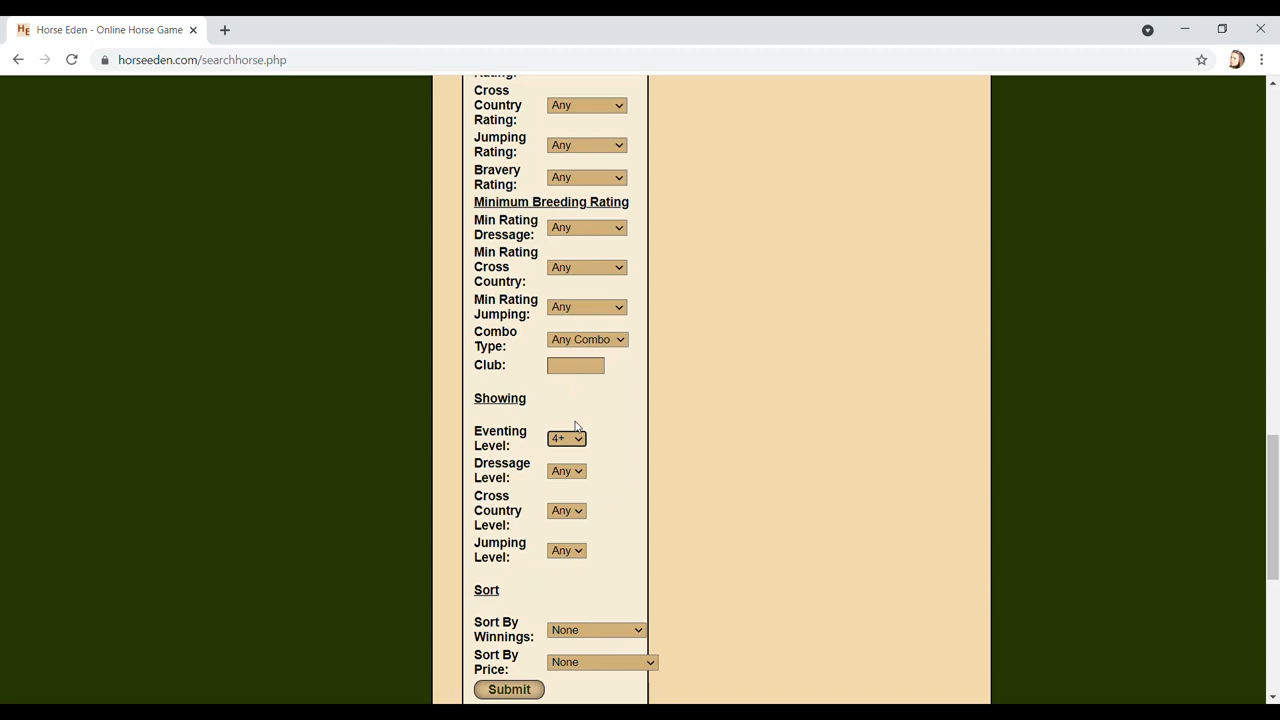 HE Horse Eden - Online Horse Game
horseeden.com/searchhorse.php
Rating:
Cross
Country
Rating:
Any
Jumping
Rating:
Any
Bravery
Rating:
Any
Minimum Breeding Rating
Min Rating
Dressage:
Any
Min Rating
Cross
Country:
Any
Min Rating
Jumping:
Any
Combo
Type:
Any Combo
Club:
Showing
Eventing
Level:
4+
Dressage
Level:
Any
Cross
Country
Level:
Any
Jumping
Level:
Any
Sort
Sort By
Winnings:
None
Sort By
Price:
None
Submit